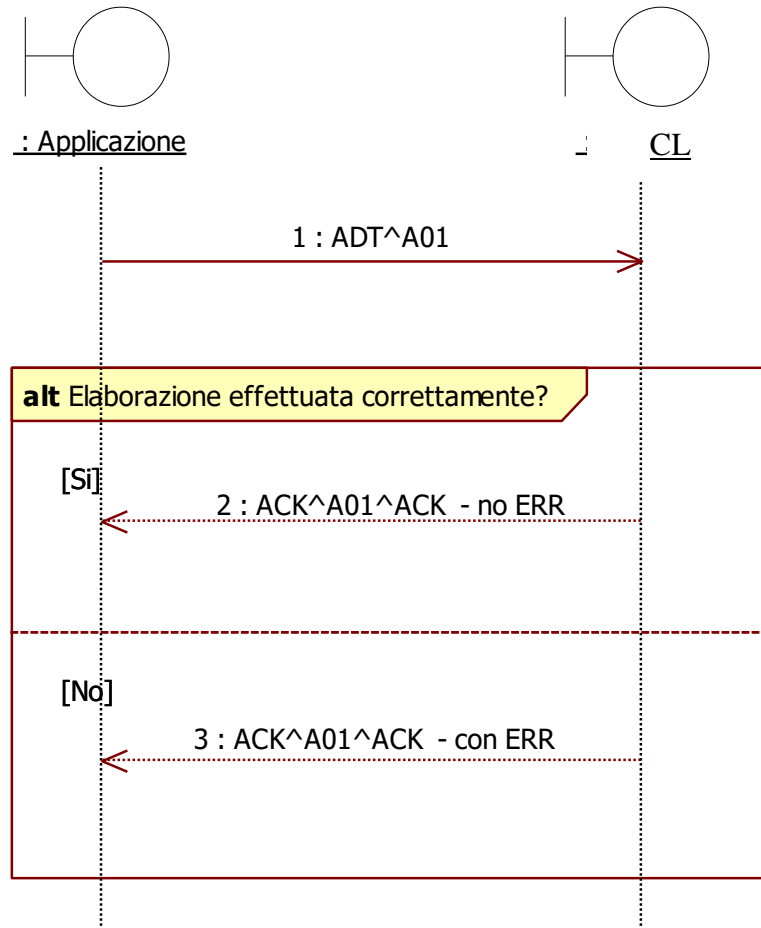 : Applicazione
: CL
1 : ADT^A01
alt Elaborazione effettuata correttamente?
[Si]
2 : ACK^A01^ACK - no ERR
[No]
3 : ACK^A01^ACK - con ERR